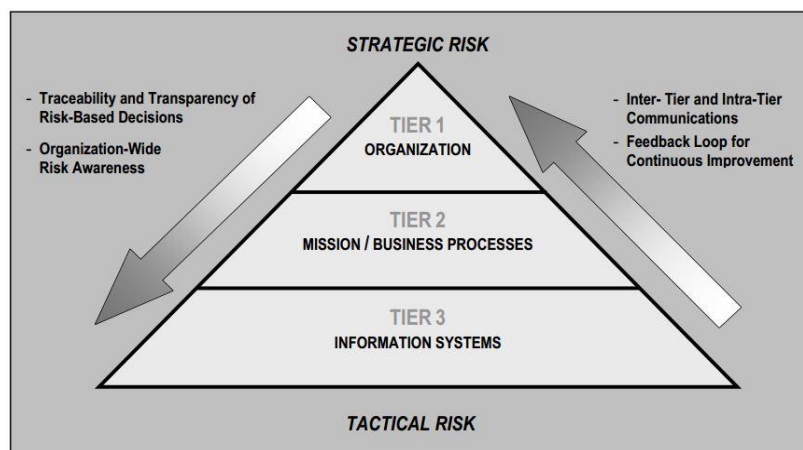 STRATEGIC RISK
- Traceability and Transparency of
Risk-Based Decisions
- Organization-Wide
Risk Awareness
- Inter- Tier and Intra-Tier
Communications
- Feedback Loop for
Continuous Improvement
TIER 1
ORGANIZATION
TIER 2
MISSION / BUSINESS PROCESSES
TIER 3
INFORMATION SYSTEMS
TACTICAL RISK